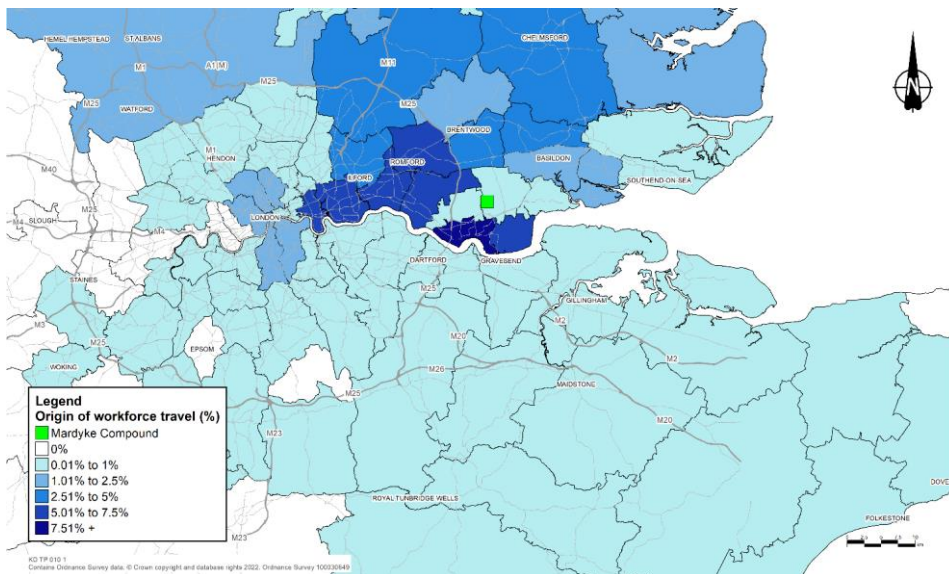 HEMEL HEMPSTEAD
ST ALBANS
CHELMSFORD
M11
M1
A1(M)
M25
M25
M25
WATFORD
BRENTWOOD
M1
HENDON
ROMFORD
M40
ILFORD
BASILDON
SOUTHEND-ON-SEA
M25
LONDON
SLOUGH
M4
M4
DARTFORD
GRAVESEND
STAINES
M25
GILLINGHAM
M3
M2
M20
EPSOM
M25
M2
WOKING
M26
M25
MAIDSTONE
M20
M23
ROYAL TUNBRIDGE WELLS
DOVE
FOLKESTONE
M23
Legend
Origin of workforce travel (%)
Mardyke Compound
0%
0.01% to 1%
1.01% to 2.5%
2.51% to 5%
5.01% to 7.5%
7.51% +
Contains Ordnance Survey data. © Crown copyright and database rights 2022. Ordnance Survey 100030649